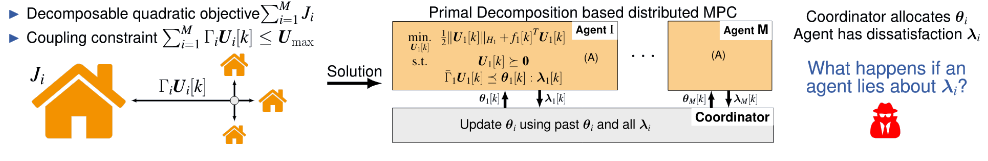 ► Decomposable quadratic objective ∑_{i=1}^{M} J_i
► Coupling constraint ∑_{i=1}^{M} Γ_i U_i[k] ≤ U_max
J_i
Γ_i U_i[k]
Solution
Primal Decomposition based distributed MPC
min. U_1[k] ½‖U_1[k]‖_{H_1} + f_1[k]^T U_1[k]
s.t. U_1[k] ⪰ 0
Γ̄_1 U_1[k] ⪯ θ_1[k] : λ_1[k]
Agent I
(A)
· · ·
Agent M
(A)
θ_1[k] λ_1[k]
θ_M[k] λ_M[k]
Coordinator
Update θ_i using past θ_i and all λ_i
Coordinator allocates θ_i
Agent has dissatisfaction λ_i
What happens if an
agent lies about λ_i?